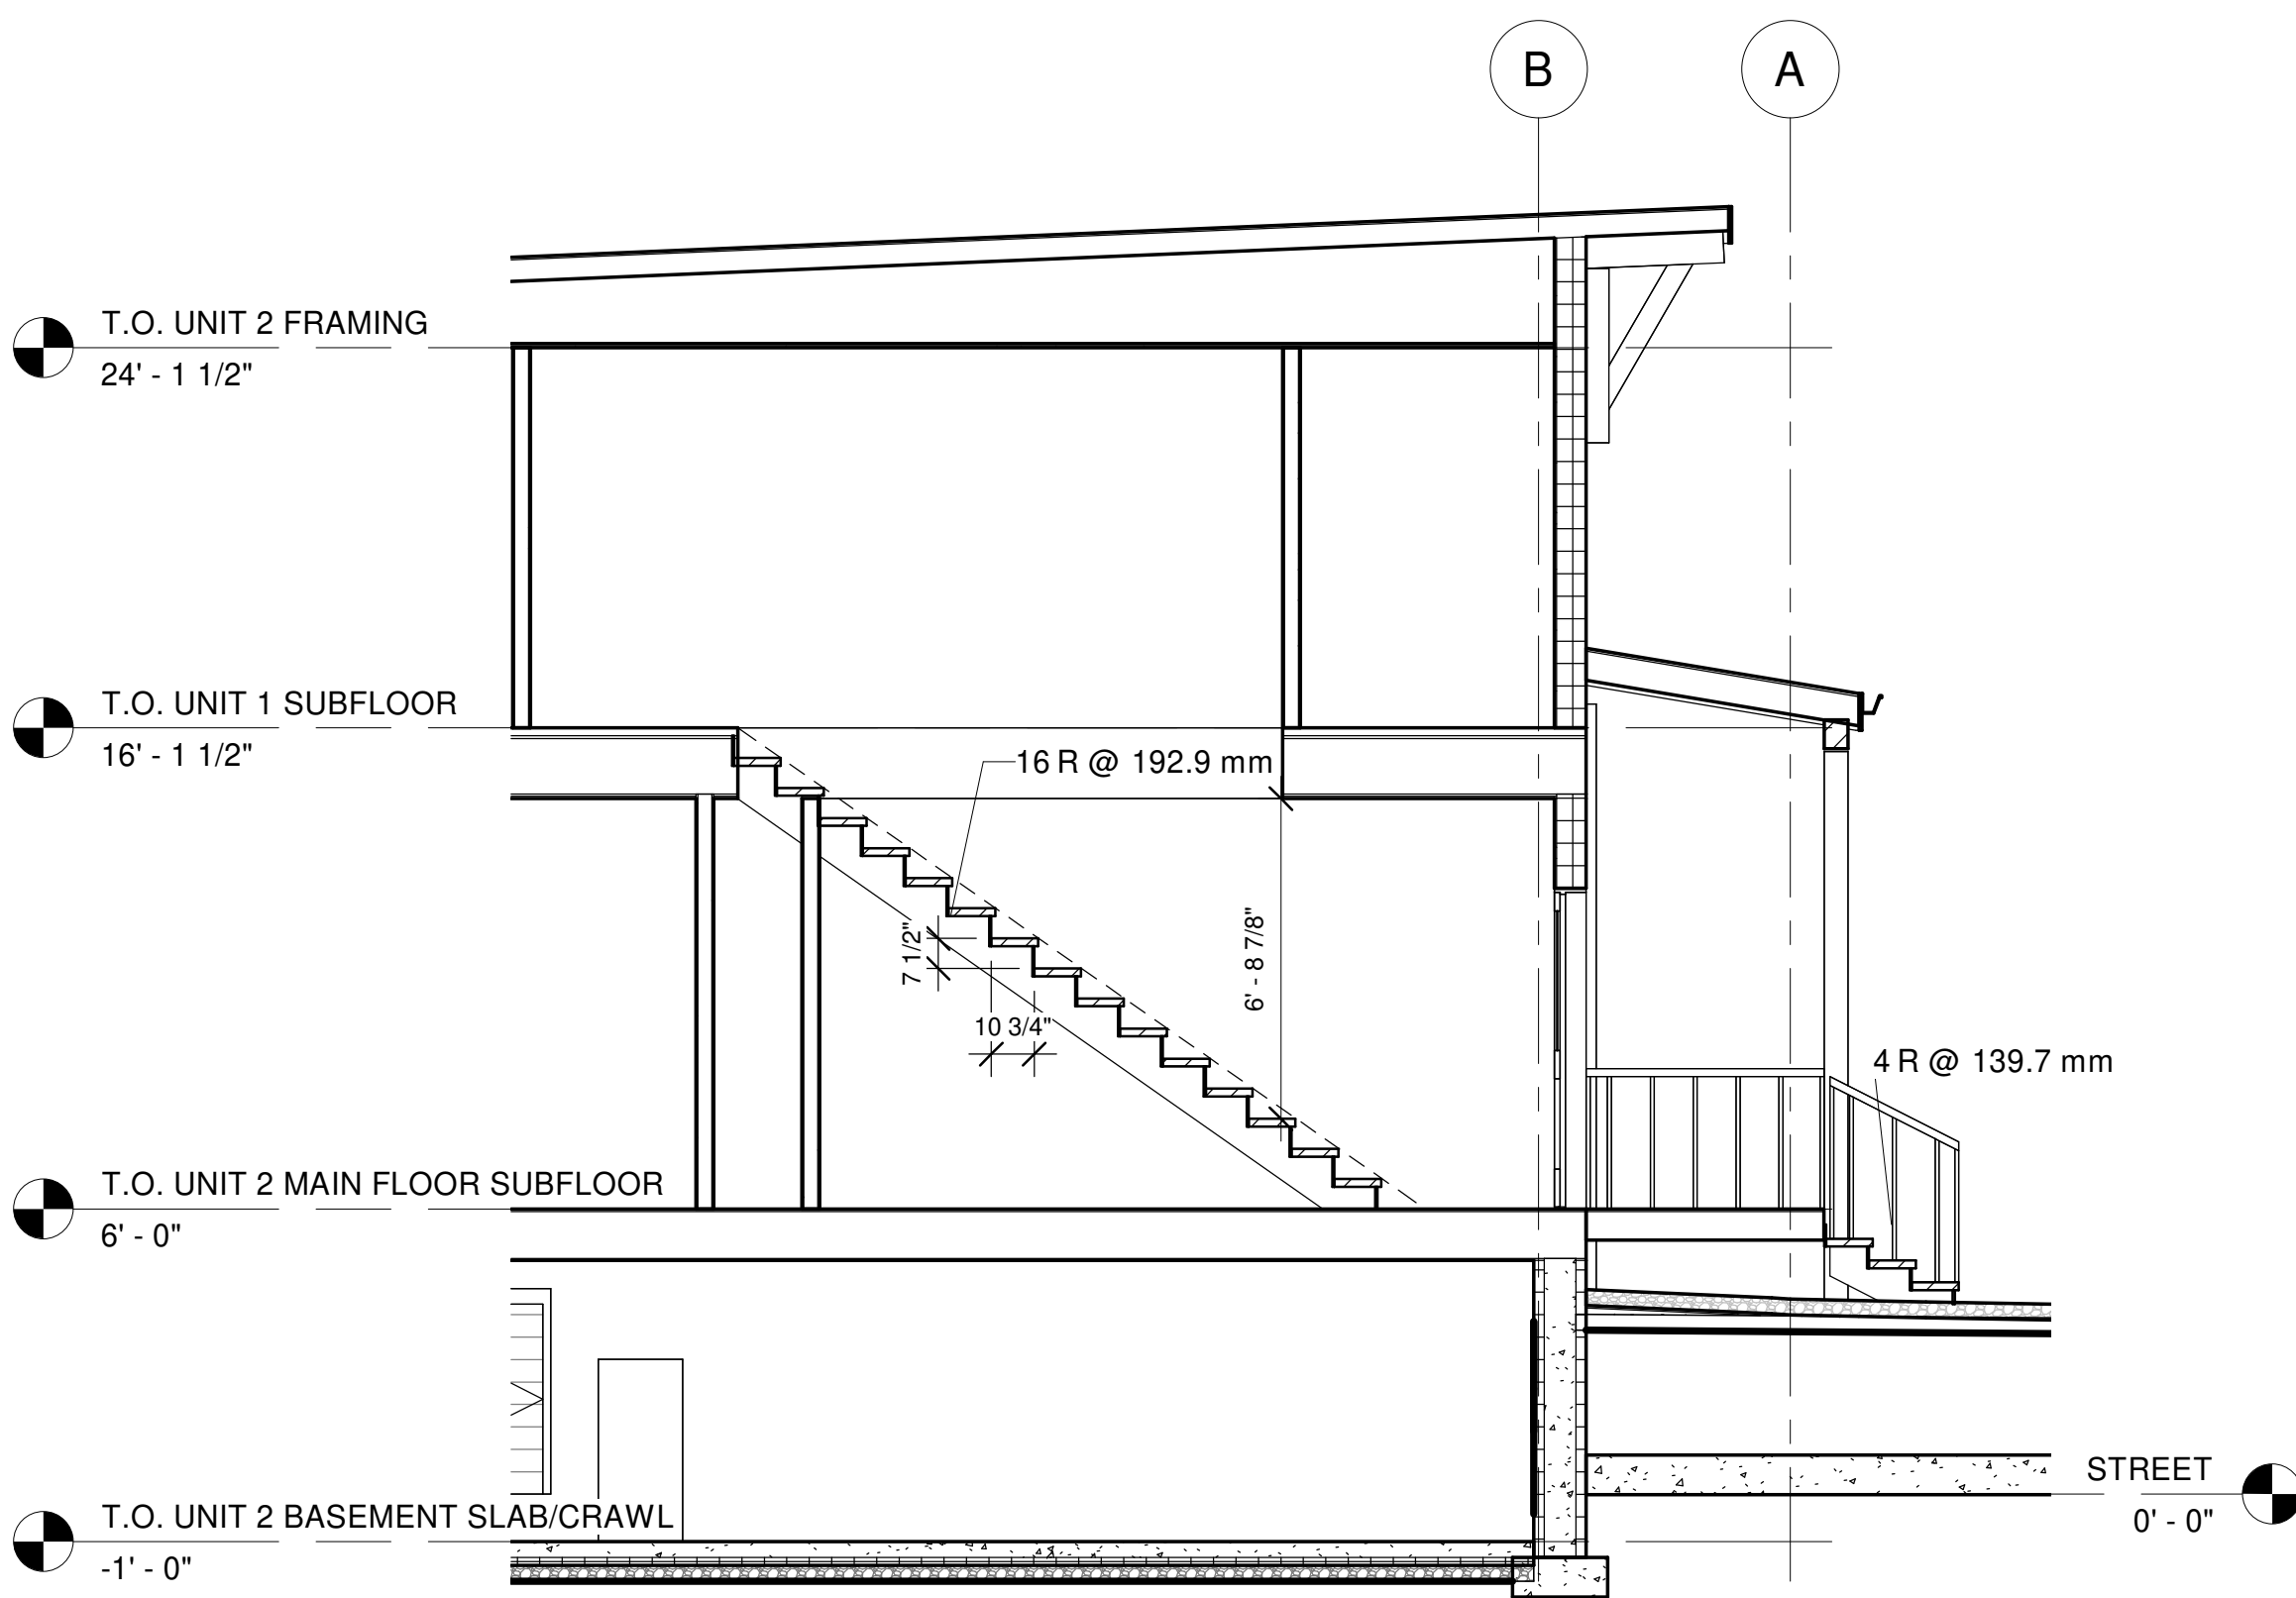 B
A
T.O. UNIT 2 FRAMING
24' - 1 1/2"
T.O. UNIT 1 SUBFLOOR
16' - 1 1/2"
16 R @ 192.9 mm
7 1/2"
6' - 8 7/8"
10 3/4"
4 R @ 139.7 mm
T.O. UNIT 2 MAIN FLOOR SUBFLOOR
6' - 0"
STREET
0' - 0"
T.O. UNIT 2 BASEMENT SLAB/CRAWL
-1' - 0"